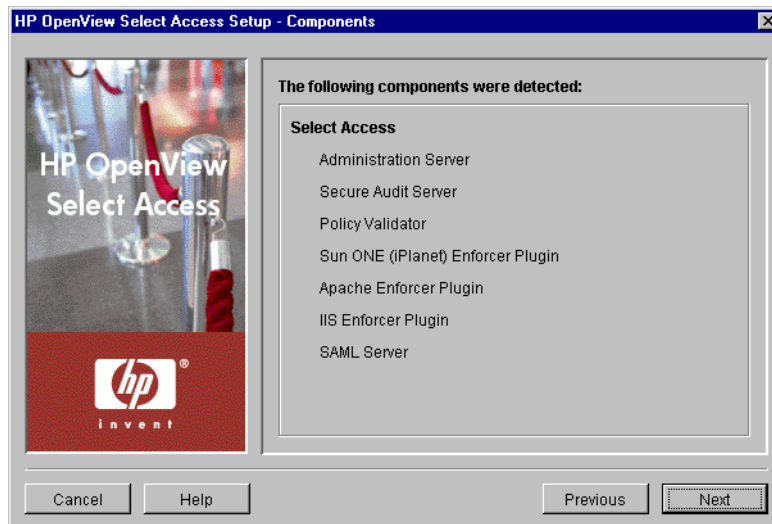 HP OpenView Select Access Setup - Components
HP OpenView
Select Access
hp
®
invent
The following components were detected:
Select Access
Administration Server
Secure Audit Server
Policy Validator
Sun ONE (iPlanet) Enforcer Plugin
Apache Enforcer Plugin
IIS Enforcer Plugin
SAML Server
Cancel
Help
Previous
Next